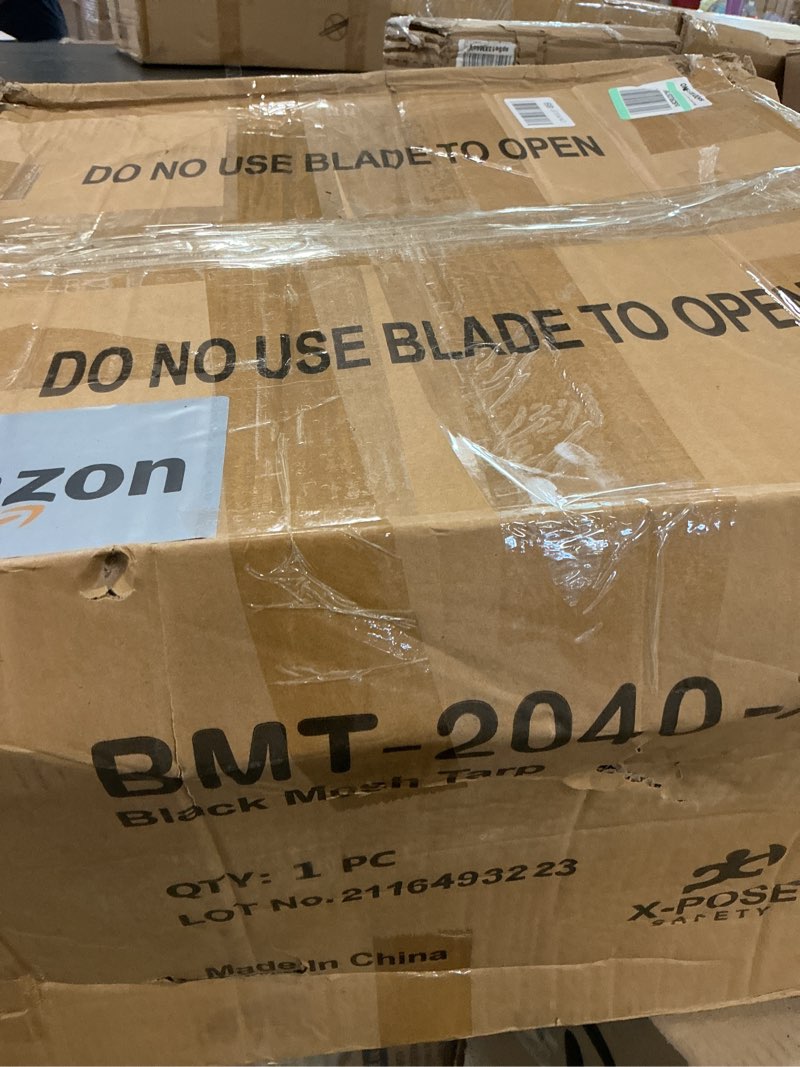 DO NO USE BLADE TO OPEN
DO NO USE BLADE TO OPEN
zon
BMT-2040-
Black Mesh Tarp
QTY: 1 PC
LOT No. 2116493223
X-POSE
SAFETY
Made In China